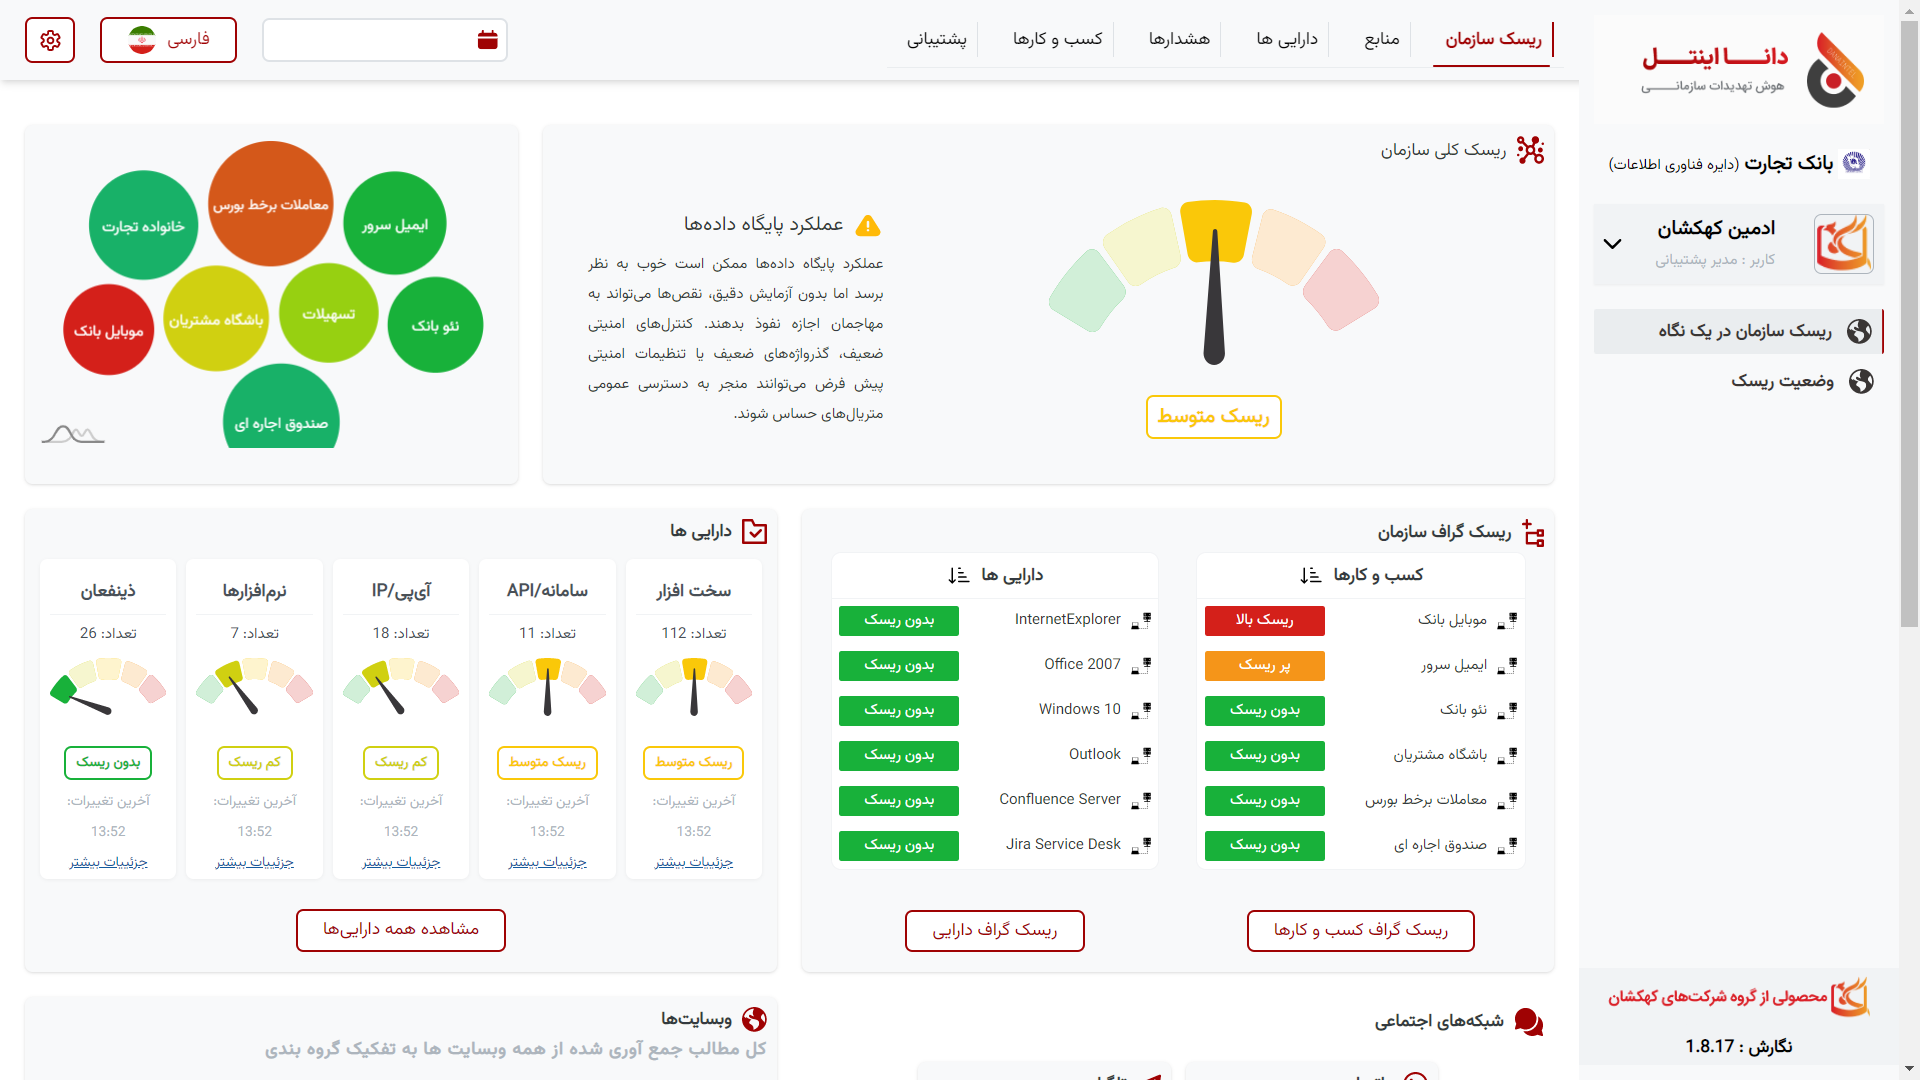 ریسک سازمان
منابع
دارایی ها
هشدارها
کسب و کارها
پشتیبانی
فارسی
دانــــا اینتـــل
هوش تهدیدات سازمانـــــی
بانک تجارت (دایره فناوری اطلاعات)
ادمین کهکشان
کاربر : مدیر پشتیبانی
ریسک سازمان در یک نگاه
وضعیت ریسک
محصولی از گروه شرکت‌های کهکشان
نگارش : 1.8.17
ریسک کلی سازمان
ریسک متوسط
عملکرد پایگاه داده‌ها
عملکرد پایگاه داده‌ها ممکن است خوب به نظر
برسد اما بدون آزمایش دقیق، نقص‌ها می‌تواند به
مهاجمان اجازه نفوذ بدهند. کنترل‌های امنیتی
ضعیف، گذرواژه‌های ضعیف یا تنظیمات امنیتی
پیش فرض می‌توانند منجر به دسترسی عمومی
متریال‌های حساس شوند.
معاملات برخط بورس
ایمیل سرور
خانواده تجارت
تسهیلات
باشگاه مشتریان
نئو بانک
موبایل بانک
صندوق اجاره ای
ریسک گراف سازمان
کسب و کارها
موبایل بانک ریسک بالا
ایمیل سرور پر ریسک
نئو بانک بدون ریسک
باشگاه مشتریان بدون ریسک
معاملات برخط بورس بدون ریسک
صندوق اجاره ای بدون ریسک
ریسک گراف کسب و کارها
دارایی ها
InternetExplorer بدون ریسک
Office 2007 بدون ریسک
Windows 10 بدون ریسک
Outlook بدون ریسک
Confluence Server بدون ریسک
Jira Service Desk بدون ریسک
ریسک گراف دارایی
دارایی ها
سخت افزار
تعداد: 112
ریسک متوسط
آخرین تغییرات:
13:52
جزئییات بیشتر
سامانه/API
تعداد: 11
ریسک متوسط
آخرین تغییرات:
13:52
جزئییات بیشتر
آی‌پی/IP
تعداد: 18
کم ریسک
آخرین تغییرات:
13:52
جزئییات بیشتر
نرم‌افزارها
تعداد: 7
کم ریسک
آخرین تغییرات:
13:52
جزئییات بیشتر
ذینفعان
تعداد: 26
بدون ریسک
آخرین تغییرات:
13:52
جزئییات بیشتر
مشاهده همه دارایی‌ها
شبکه‌های اجتماعی
وبسایت‌ها
کل مطالب جمع آوری شده از همه وبسایت ها به تفکیک گروه بندی